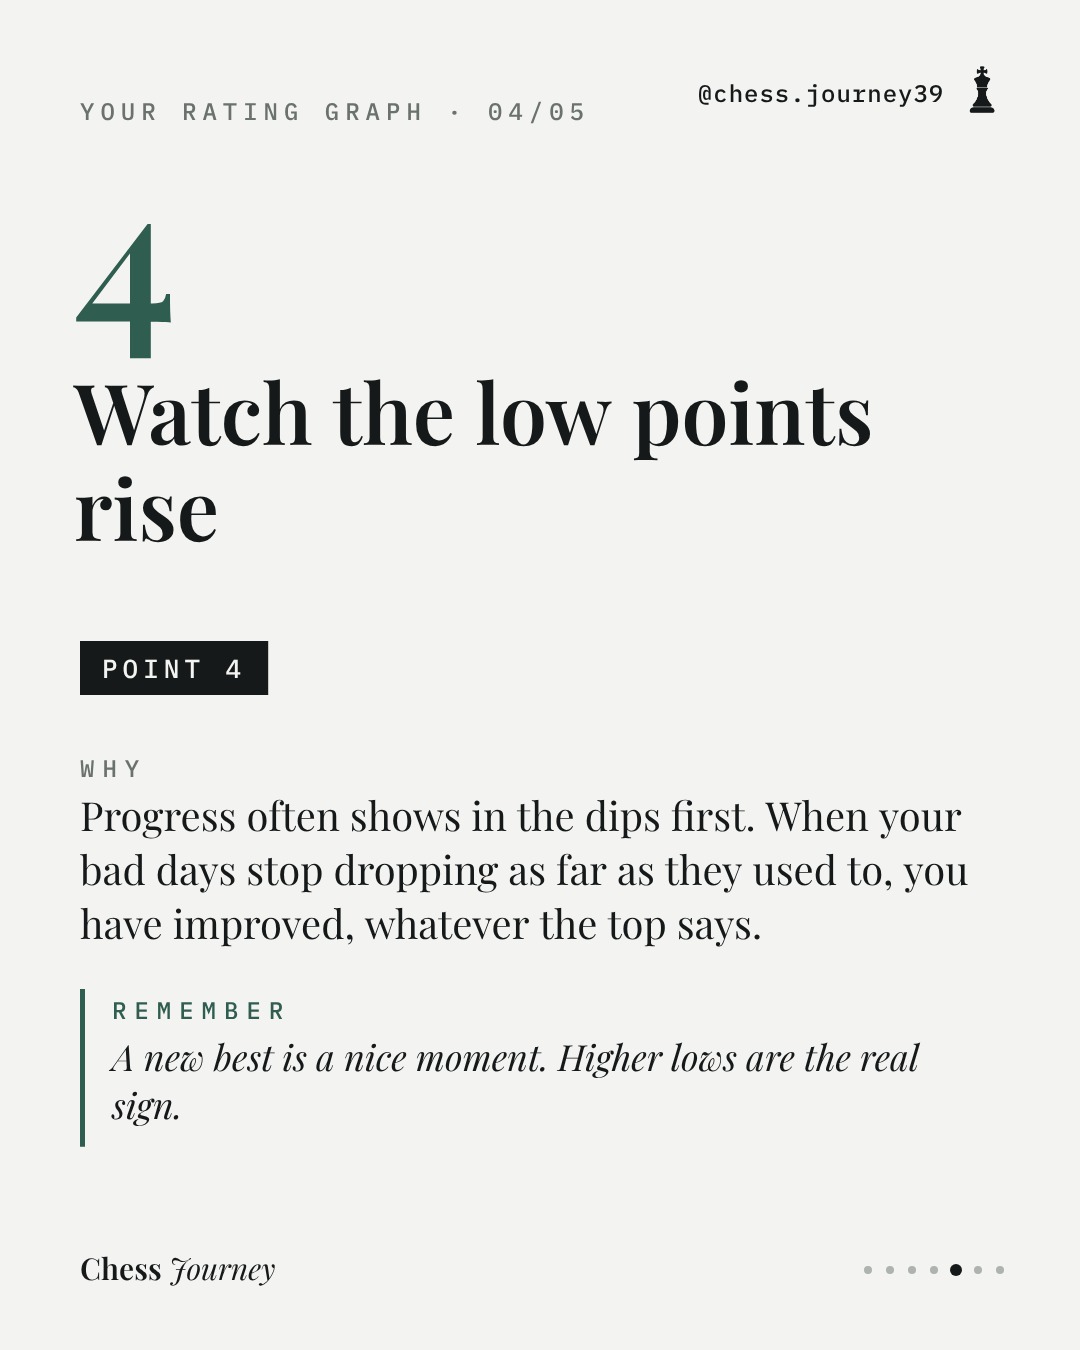 YOUR RATING GRAPH · 04/05
@chess.journey39
4
Watch the low points
rise
POINT 4
WHY
Progress often shows in the dips first. When your
bad days stop dropping as far as they used to, you
have improved, whatever the top says.
REMEMBER
A new best is a nice moment. Higher lows are the real
sign.
Chess Journey